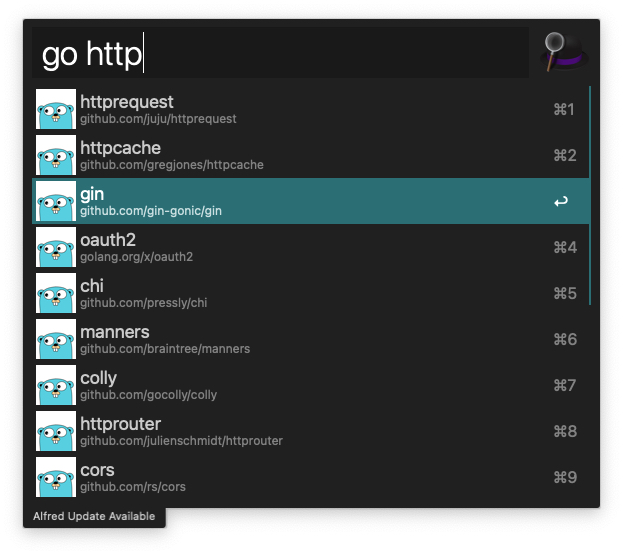 go http
httprequest
github.com/juju/httprequest
⌘1
httpcache
github.com/gregjones/httpcache
⌘2
gin
github.com/gin-gonic/gin
↩
oauth2
golang.org/x/oauth2
⌘4
chi
github.com/pressly/chi
⌘5
manners
github.com/braintree/manners
⌘6
colly
github.com/gocolly/colly
⌘7
httprouter
github.com/julienschmidt/httprouter
⌘8
cors
github.com/rs/cors
⌘9
Alfred Update Available